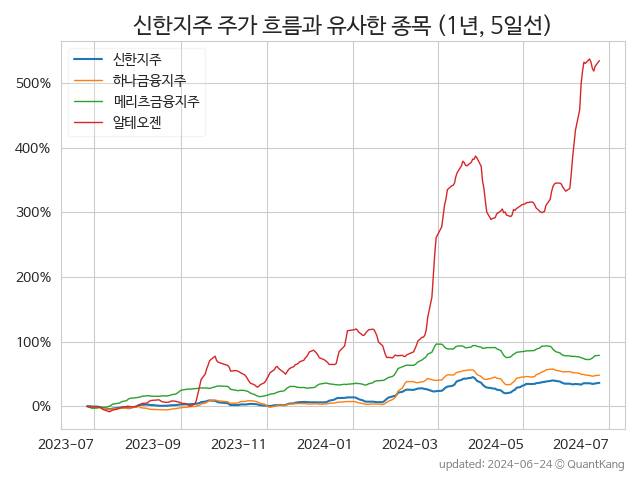 신한지주 주가 흐름과 유사한 종목 (1년, 5일선)
신한지주
하나금융지주
메리츠금융지주
알테오젠
500%
400%
300%
200%
100%
0%
2023-07 2023-09 2023-11 2024-01 2024-03 2024-05 2024-07
updated: 2024-06-24 © QuantKang